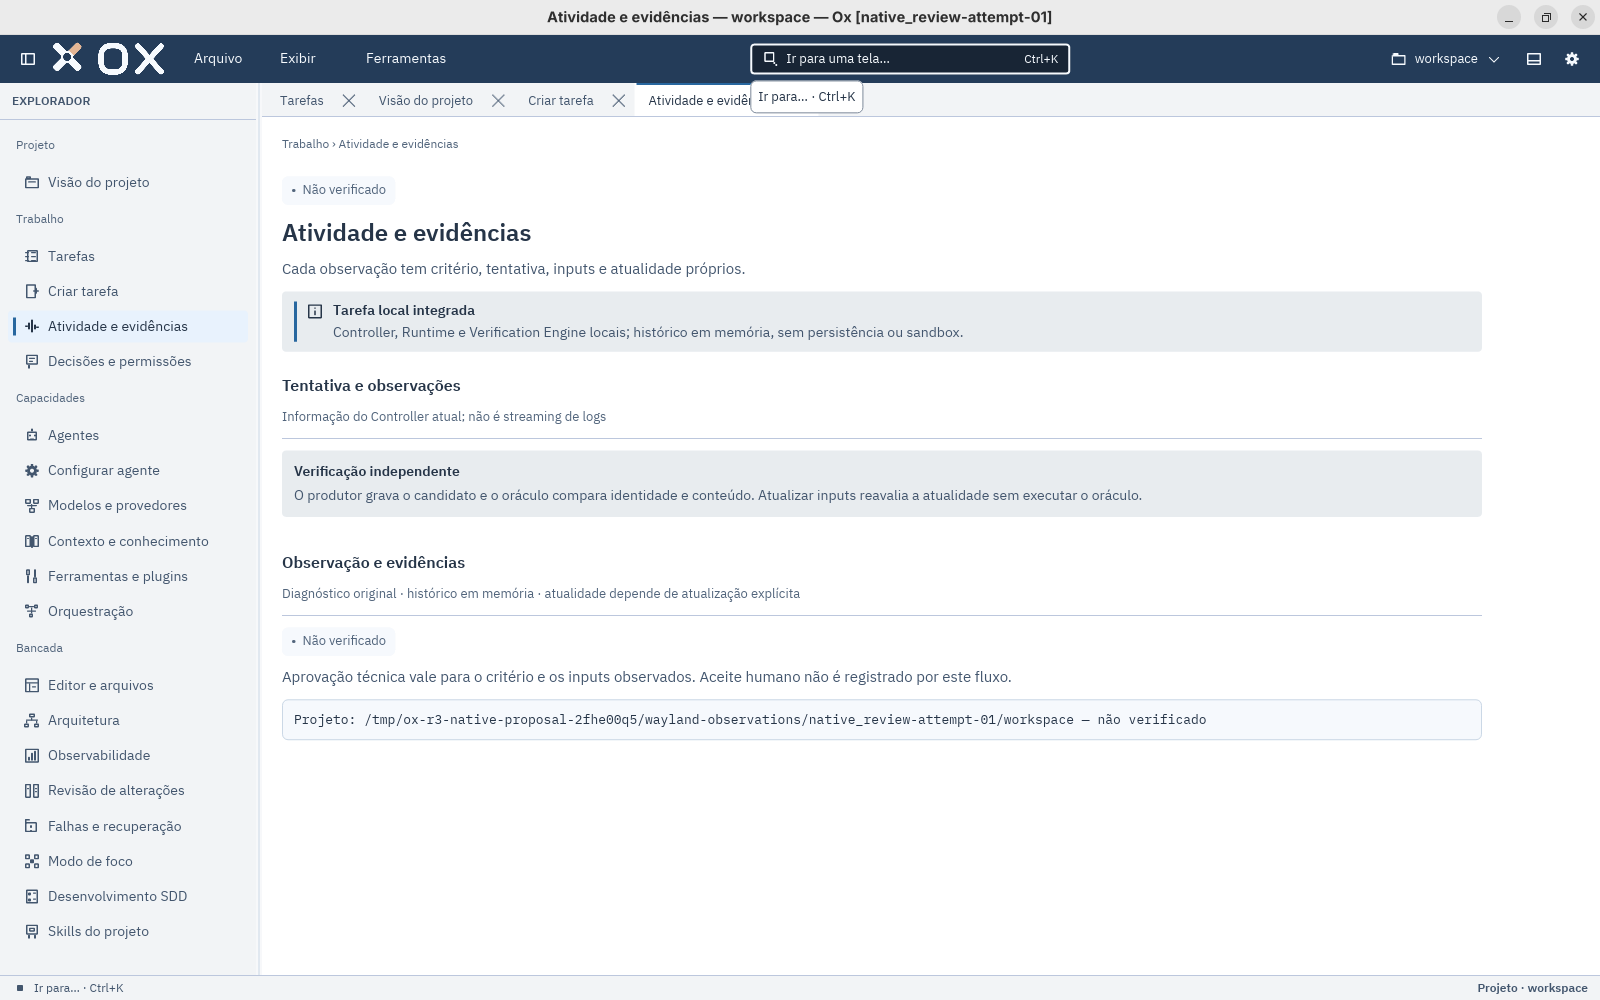 Atividade e evidências — workspace — Ox [native_review-attempt-01]
OX
Arquivo
Exibir
Ferramentas
Ir para uma tela... Ctrl+K
workspace
EXPLORADOR
Tarefas
Visão do projeto
Criar tarefa
Atividade e
Ir para... · Ctrl+K
Projeto
Visão do projeto
Trabalho
Tarefas
Criar tarefa
Atividade e evidências
Decisões e permissões
Capacidades
Agentes
Configurar agente
Modelos e provedores
Contexto e conhecimento
Ferramentas e plugins
Orquestração
Bancada
Editor e arquivos
Arquitetura
Observabilidade
Revisão de alterações
Falhas e recuperação
Modo de foco
Desenvolvimento SDD
Skills do projeto
Trabalho › Atividade e evidências
• Não verificado
Atividade e evidências
Cada observação tem critério, tentativa, inputs e atualidade próprios.
Tarefa local integrada
Controller, Runtime e Verification Engine locais; histórico em memória, sem persistência ou sandbox.
Tentativa e observações
Informação do Controller atual; não é streaming de logs
Verificação independente
O produtor grava o candidato e o oráculo compara identidade e conteúdo. Atualizar inputs reavalia a atualidade sem executar o oráculo.
Observação e evidências
Diagnóstico original · histórico em memória · atualidade depende de atualização explícita
• Não verificado
Aprovação técnica vale para o critério e os inputs observados. Aceite humano não é registrado por este fluxo.
Projeto: /tmp/ox-r3-native-proposal-2fhe00q5/wayland-observations/native_review-attempt-01/workspace — não verificado
Ir para... · Ctrl+K
Projeto · workspace